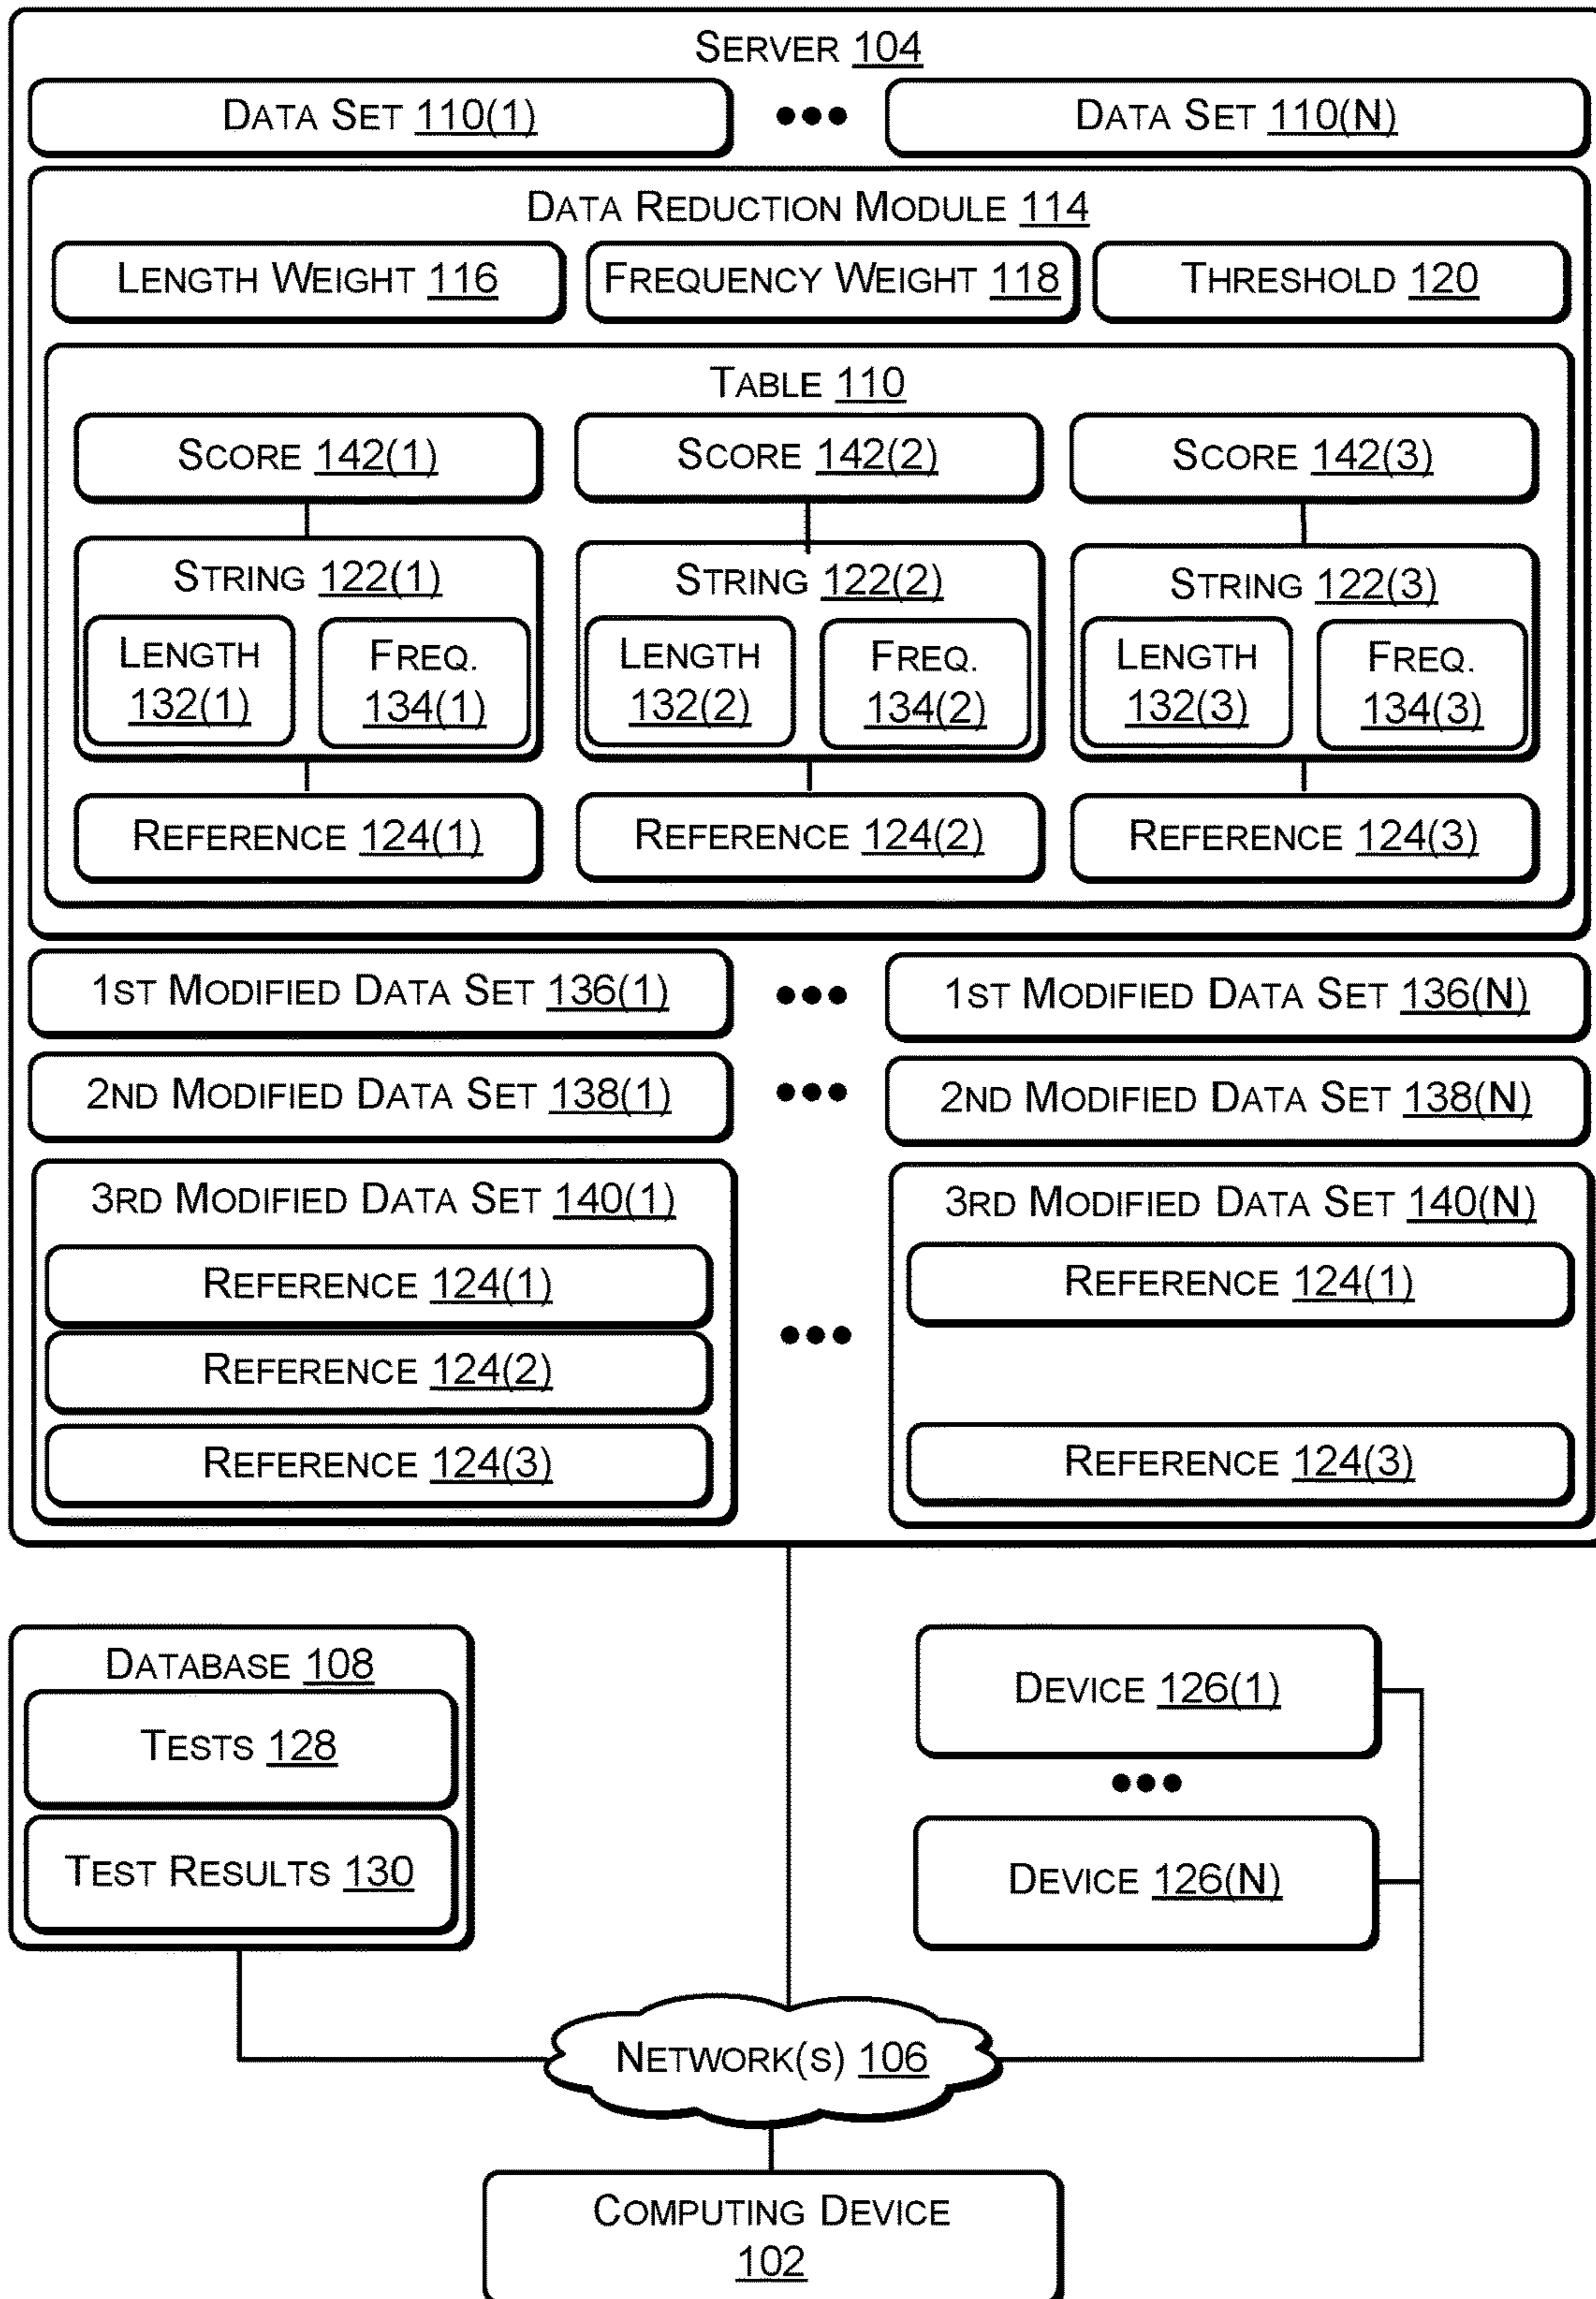 SERVER 104
DATA SET 110(1) ••• DATA SET 110(N)
DATA REDUCTION MODULE 114
LENGTH WEIGHT 116 FREQUENCY WEIGHT 118 THRESHOLD 120
TABLE 110
SCORE 142(1) SCORE 142(2) SCORE 142(3)
STRING 122(1) STRING 122(2) STRING 122(3)
LENGTH FREQ. LENGTH FREQ. LENGTH FREQ.
132(1) 134(1) 132(2) 134(2) 132(3) 134(3)
REFERENCE 124(1) REFERENCE 124(2) REFERENCE 124(3)
1ST MODIFIED DATA SET 136(1) ••• 1ST MODIFIED DATA SET 136(N)
2ND MODIFIED DATA SET 138(1) ••• 2ND MODIFIED DATA SET 138(N)
3RD MODIFIED DATA SET 140(1) 3RD MODIFIED DATA SET 140(N)
REFERENCE 124(1) REFERENCE 124(1)
REFERENCE 124(2) •••
REFERENCE 124(3) REFERENCE 124(3)
DATABASE 108
TESTS 128
TEST RESULTS 130
DEVICE 126(1)
•••
DEVICE 126(N)
NETWORK(S) 106
COMPUTING DEVICE
102